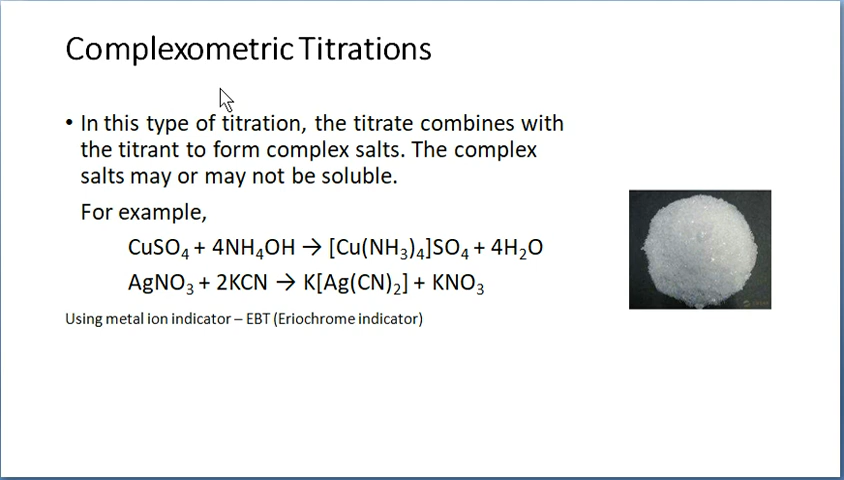 Complexometric Titrations
• In this type of titration, the titrate combines with
the titrant to form complex salts. The complex
salts may or may not be soluble.
For example,
CuSO₄ + 4NH₄OH → [Cu(NH₃)₄]SO₄ + 4H₂O
AgNO₃ + 2KCN → K[Ag(CN)₂] + KNO₃
Using metal ion indicator – EBT (Eriochrome indicator)